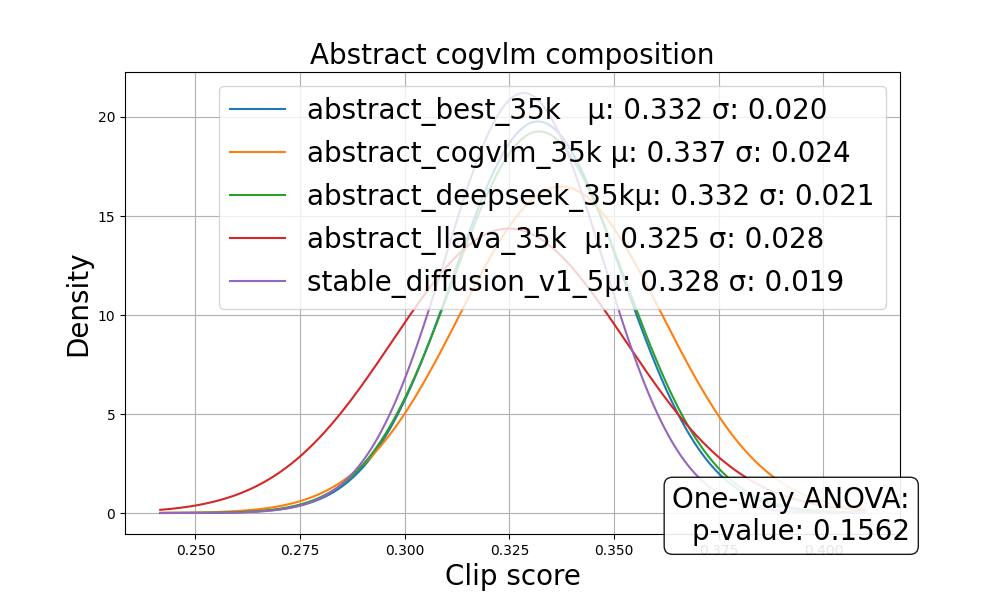 Abstract cogvlm composition
Density
20
15
10
5
0
abstract_best_35k μ: 0.332 σ: 0.020
abstract_cogvlm_35k μ: 0.337 σ: 0.024
abstract_deepseek_35kμ: 0.332 σ: 0.021
abstract_llava_35k μ: 0.325 σ: 0.028
stable_diffusion_v1_5μ: 0.328 σ: 0.019
One-way ANOVA:
p-value: 0.1562
0.250 0.275 0.300 0.325 0.350 0.375 0.400
Clip score